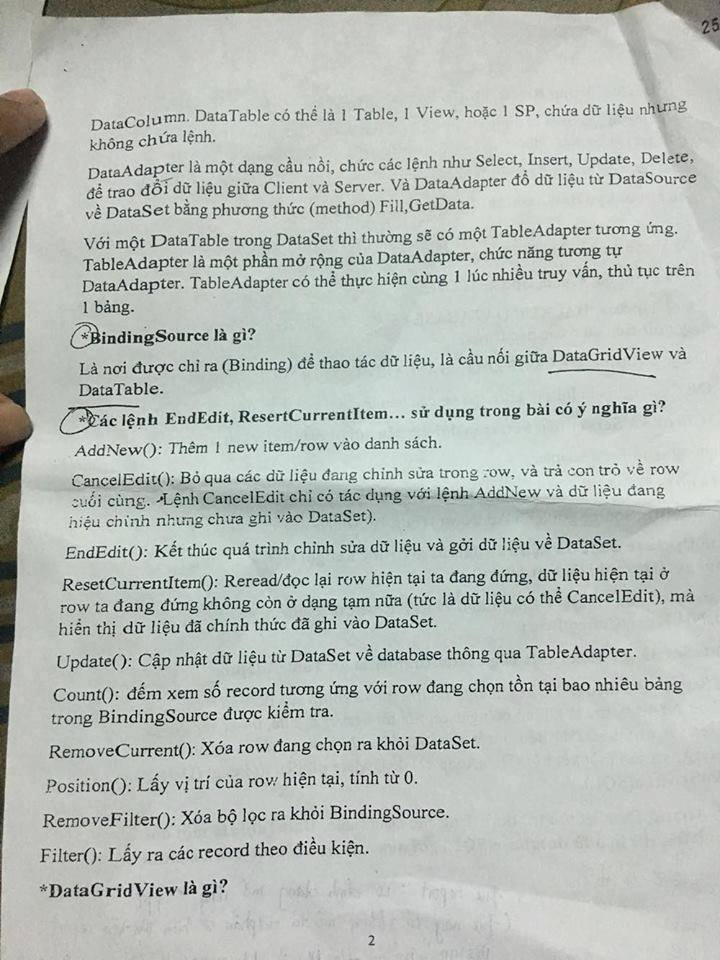 25
DataColumn. DataTable có thể là 1 Table, 1 View, hoặc 1 SP, chứa dữ liệu nhưng
không chứa lệnh.
DataAdapter là một dạng cầu nồi, chức các lệnh như Select, Insert, Update, Delete,
để trao đổi dữ liệu giữa Client và Server. Và DataAdapter đổ dữ liệu từ DataSource
về DataSet bằng phương thức (method) Fill,GetData.
Với một DataTable trong DataSet thì thường sẽ có một TableAdapter tương ứng.
TableAdapter là một phần mở rộng của DataAdapter, chức năng tương tự
DataAdapter. TableAdapter có thể thực hiện cùng 1 lúc nhiều truy vấn, thủ tục trên
1 bảng.
*BindingSource là gì?
Là nơi được chỉ ra (Binding) để thao tác dữ liệu, là cầu nối giữa DataGridView và
DataTable.
*Các lệnh EndEdit, ResertCurrentItem... sử dụng trong bài có ý nghĩa gì?
AddNew(): Thêm 1 new item/row vào danh sách.
CancelEdit(): Bỏ qua các dữ liệu đang chỉnh sửa trong row, và trả con trỏ về row
cuối cùng. Lệnh CancelEdit chỉ có tác dụng với lệnh AddNew và dữ liệu đang
hiệu chỉnh nhưng chưa ghi vào DataSet).
EndEdit(): Kết thúc quá trình chỉnh sửa dữ liệu và gởi dữ liệu về DataSet.
ResetCurrentItem(): Reread/đọc lại row hiện tại ta đang đứng, dữ liệu hiện tại ở
row ta đang đứng không còn ở dạng tạm nữa (tức là dữ liệu có thể CancelEdit), mà
hiển thị dữ liệu đã chính thức đã ghi vào DataSet.
Update(): Cập nhật dữ liệu từ DataSet về database thông qua TableAdapter.
Count(): đếm xem số record tương ứng với row đang chọn tồn tại bao nhiêu bảng
trong BindingSource được kiểm tra.
RemoveCurrent(): Xóa row đang chọn ra khỏi DataSet.
Position(): Lấy vị trí của row hiện tại, tính từ 0.
RemoveFilter(): Xóa bộ lọc ra khỏi BindingSource.
Filter(): Lấy ra các record theo điều kiện.
*DataGridView là gì?
2